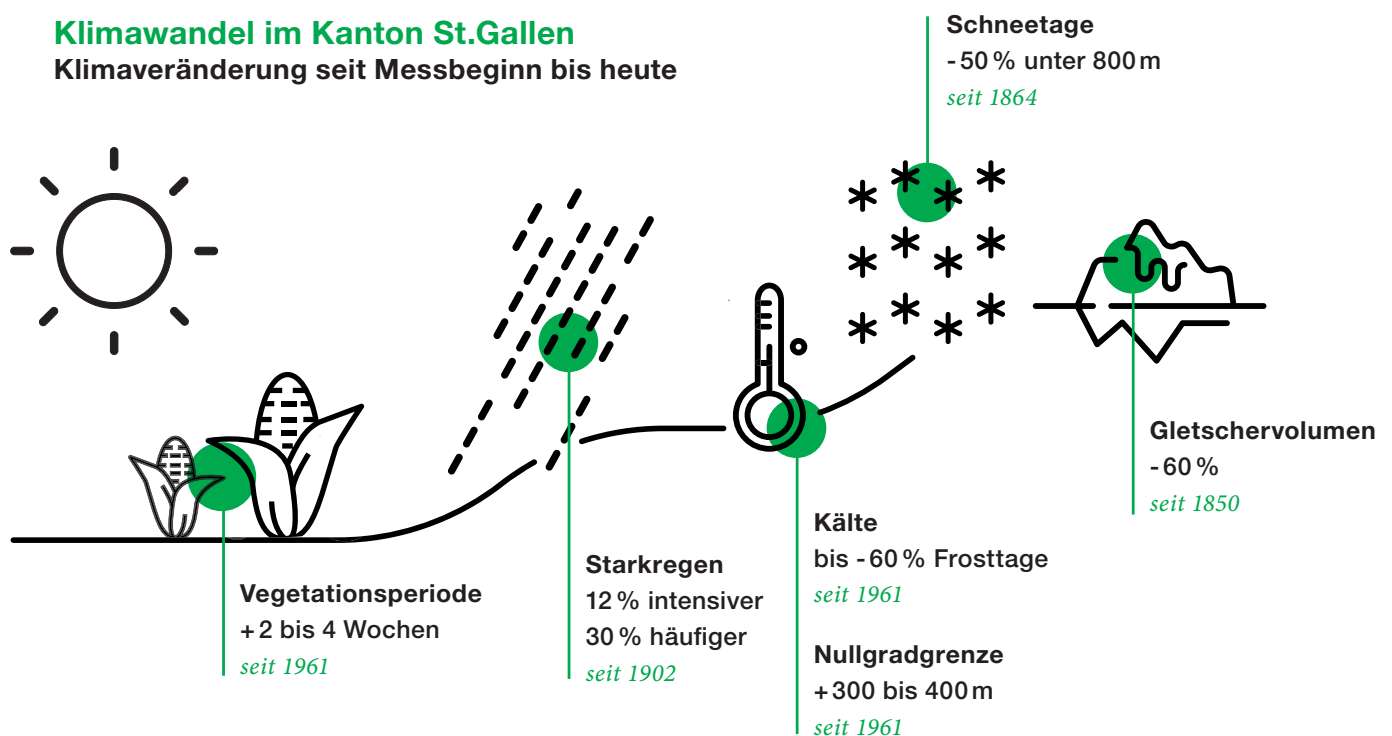 Klimawandel im Kanton St.Gallen
Klimaveränderung seit Messbeginn bis heute
Schneetage
-50 % unter 800 m
seit 1864
Gletschervolumen
-60 %
seit 1850
Kälte
bis -60 % Frosttage
seit 1961
Nullgradgrenze
+300 bis 400 m
seit 1961
Starkregen
12 % intensiver
30 % häufiger
seit 1902
Vegetationsperiode
+2 bis 4 Wochen
seit 1961